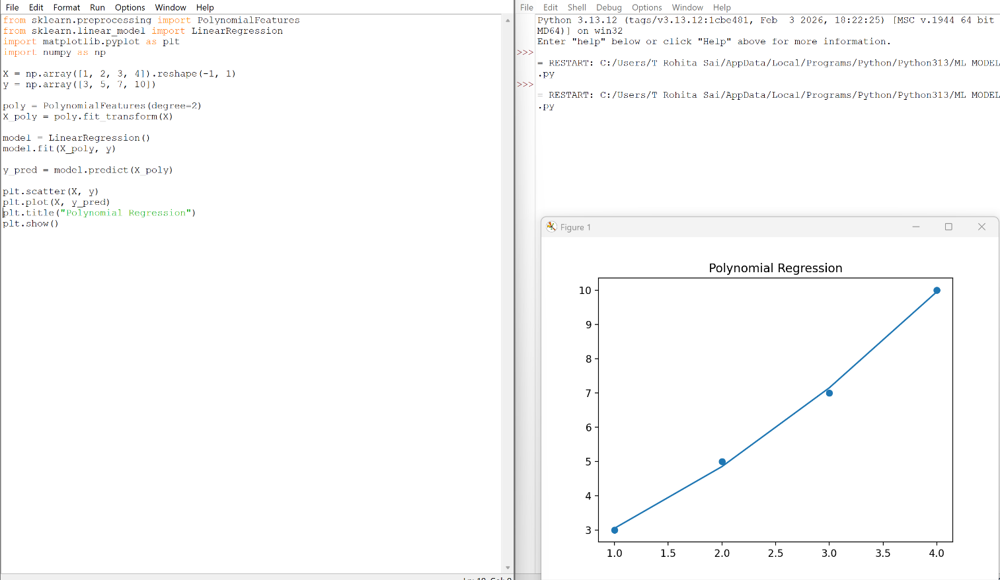 File Edit Format Run Options Window Help
from sklearn.preprocessing import PolynomialFeatures
from sklearn.linear_model import LinearRegression
import matplotlib.pyplot as plt
import numpy as np
X = np.array([1, 2, 3, 4]).reshape(-1, 1)
y = np.array([3, 5, 7, 10])
poly = PolynomialFeatures(degree=2)
X_poly = poly.fit_transform(X)
model = LinearRegression()
model.fit(X_poly, y)
y_pred = model.predict(X_poly)
plt.scatter(X, y)
plt.plot(X, y_pred)
plt.title("Polynomial Regression")
plt.show()
File Edit Shell Debug Options Window Help
Python 3.13.12 (tags/v3.13.12:1cbe481, Feb  3 2026, 18:22:25) [MSC v.1944 64 bit
MD64)] on win32
Enter "help" below or click "Help" above for more information.
>>>
= RESTART: C:/Users/T Rohita Sai/AppData/Local/Programs/Python/Python313/ML MODEL
.py
>>>
= RESTART: C:/Users/T Rohita Sai/AppData/Local/Programs/Python/Python313/ML MODEL
.py
Figure 1
Polynomial Regression
10
9
8
7
6
5
4
3
1.0 1.5 2.0 2.5 3.0 3.5 4.0